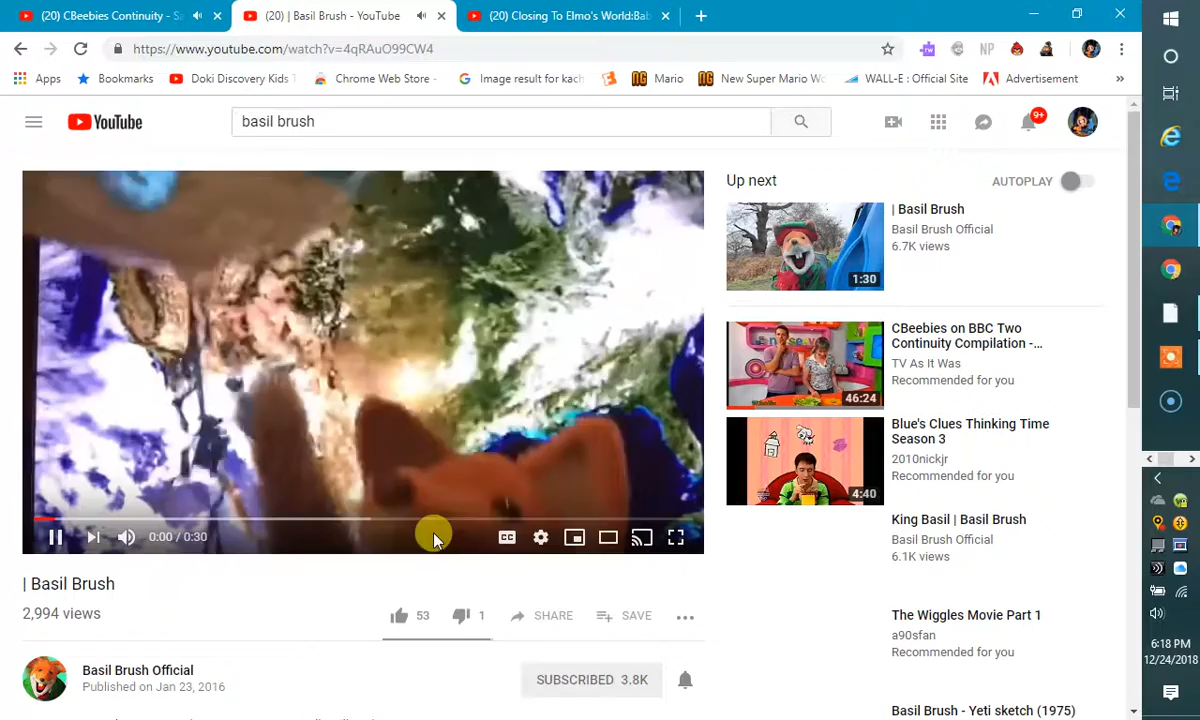 (20) CBeebies Continuity - Sa
(20) | Basil Brush - YouTube
(20) Closing To Elmo's World:Bab
https://www.youtube.com/watch?v=4qRAuO99CW4
NP
Apps
Bookmarks
Doki Discovery Kids
Chrome Web Store -
Image result for kach
NG Mario
NG New Super Mario Wo
WALL-E : Official Site
Advertisement
»
YouTube
basil brush
9+
Up next
AUTOPLAY
| Basil Brush
Basil Brush Official
6.7K views
1:30
CBeebies on BBC Two
Continuity Compilation -...
TV As It Was
Recommended for you
46:24
Blue's Clues Thinking Time
Season 3
2010nickjr
Recommended for you
4:40
King Basil | Basil Brush
Basil Brush Official
6.1K views
The Wiggles Movie Part 1
a90sfan
Recommended for you
Basil Brush - Yeti sketch (1975)
0:00 / 0:30
CC
| Basil Brush
2,994 views
53
1
SHARE
SAVE
Basil Brush Official
Published on Jan 23, 2016
SUBSCRIBED 3.8K
6:18 PM
12/24/2018